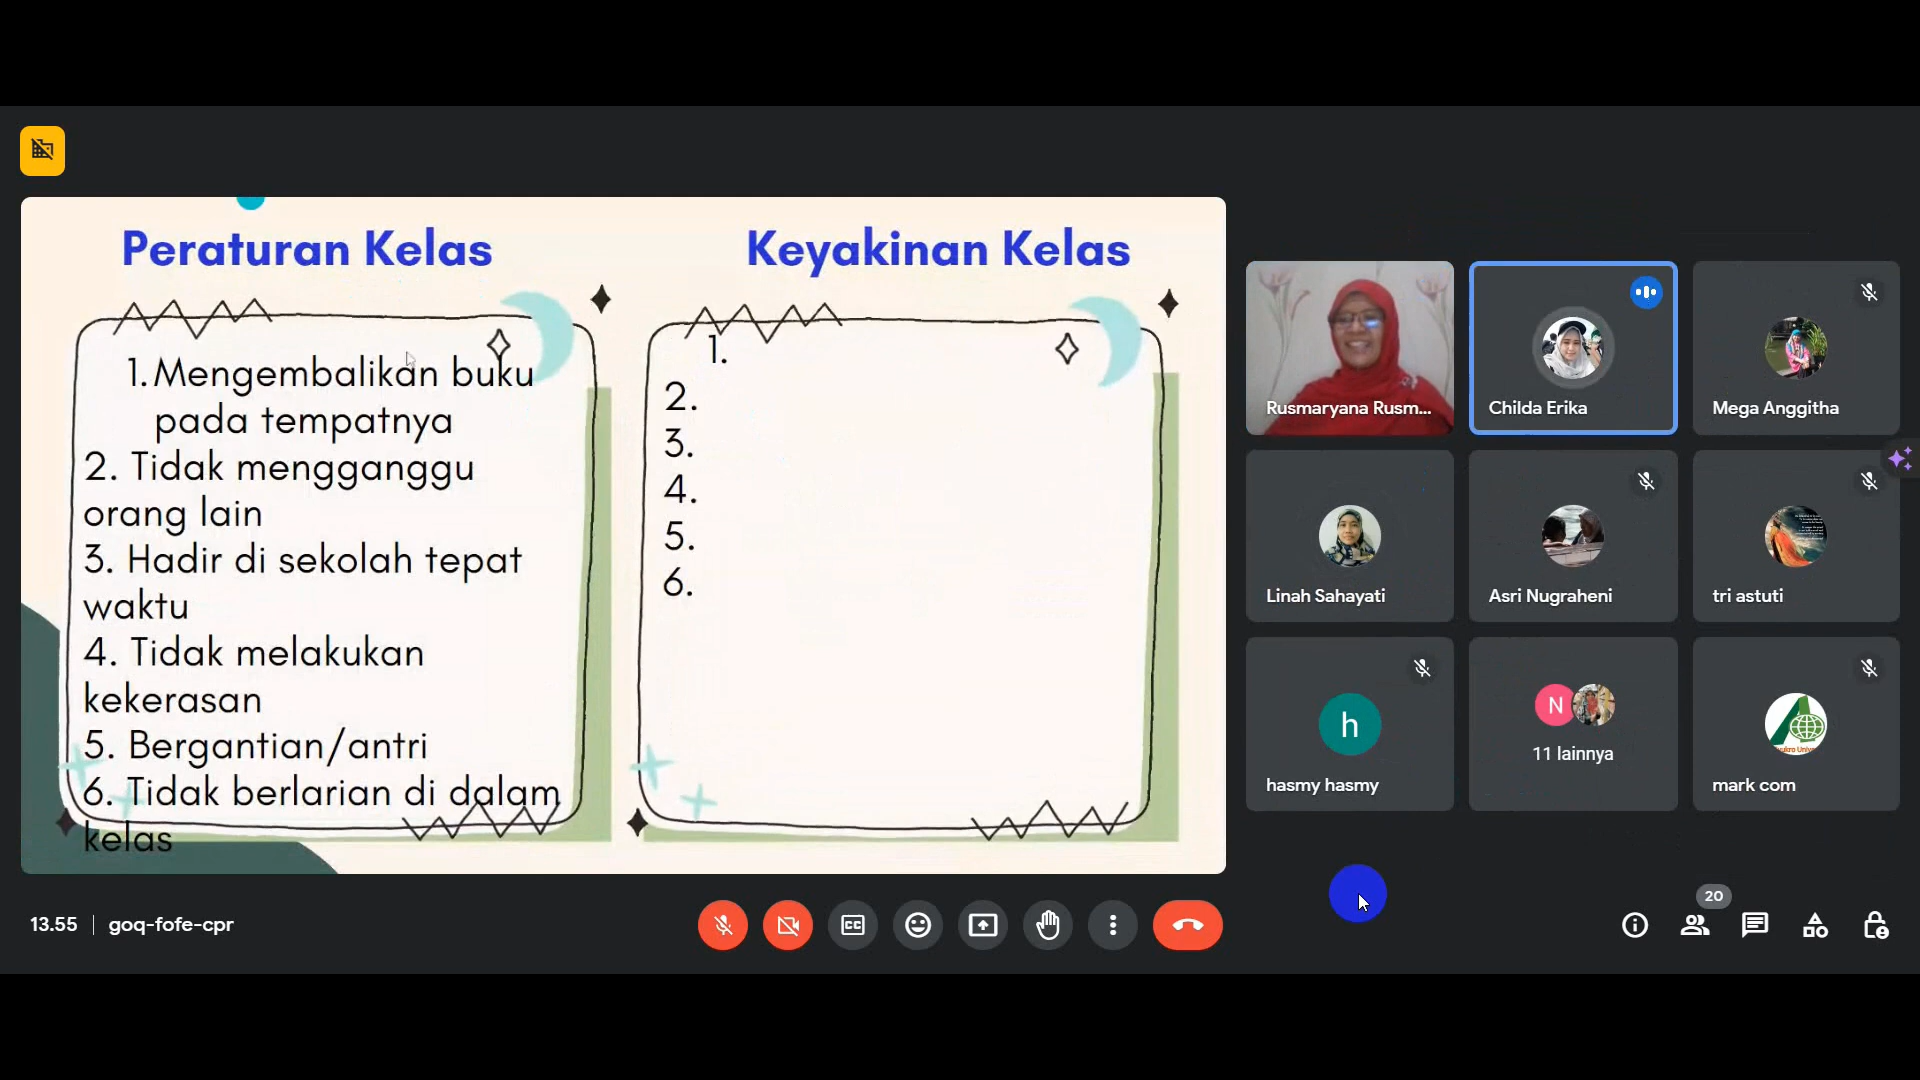 Peraturan Kelas
1. Mengembalikan buku
pada tempatnya
2. Tidak mengganggu
orang lain
3. Hadir di sekolah tepat
waktu
4. Tidak melakukan
kekerasan
5. Bergantian/antri
6. Tidak berlarian di dalam
kelas
Keyakinan Kelas
1.
2.
3.
4.
5.
6.
Rusmaryana Rusm...
Childa Erika
Mega Anggitha
Linah Sahayati
Asri Nugraheni
tri astuti
h
hasmy hasmy
N
11 lainnya
mark com
13.55
goq-fofe-cpr
CC
20